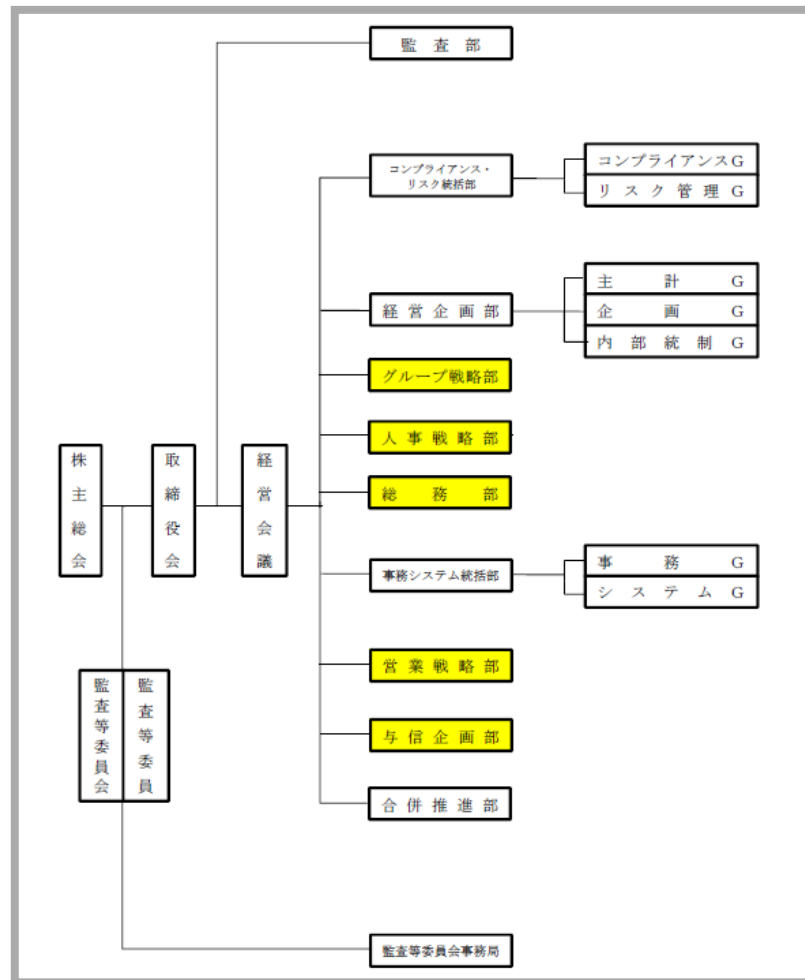 監査部
コンプライアンス・
リスク統括部
コンプライアンスG
リスク管理G
経営企画部
主計G
企画G
内部統制G
グループ戦略部
人事戦略部
総務部
株主総会
取締役会
経営会議
事務システム統括部
事務G
システムG
営業戦略部
監査等委員会
監査等委員
与信企画部
合併推進部
監査等委員会事務局